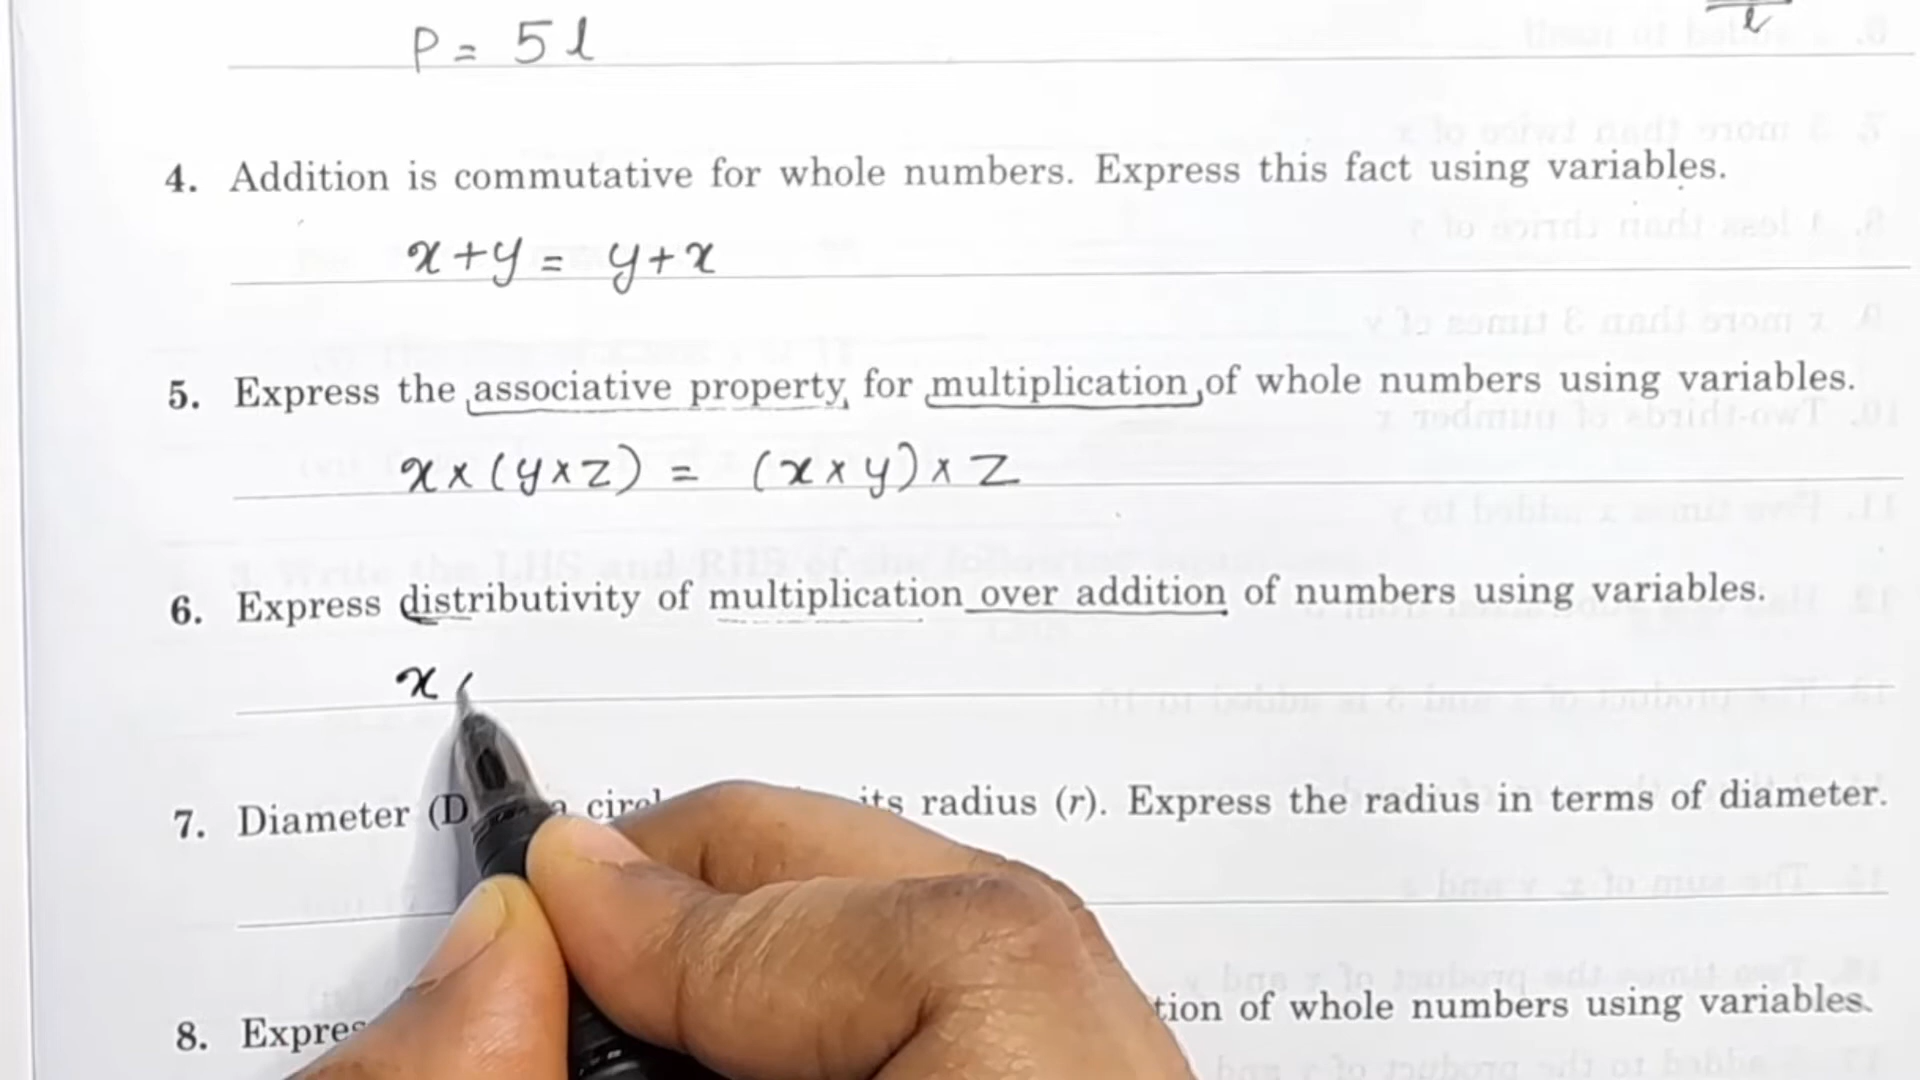 P = 5l
l
4. Addition is commutative for whole numbers. Express this fact using variables.
x+y = y+x
5. Express the associative property for multiplication of whole numbers using variables.
x×(y×z) = (x×y)×z
6. Express distributivity of multiplication over addition of numbers using variables.
x (
7. Diameter (D a its radius (r). Express the radius in terms of diameter.
8. of whole numbers using variables.